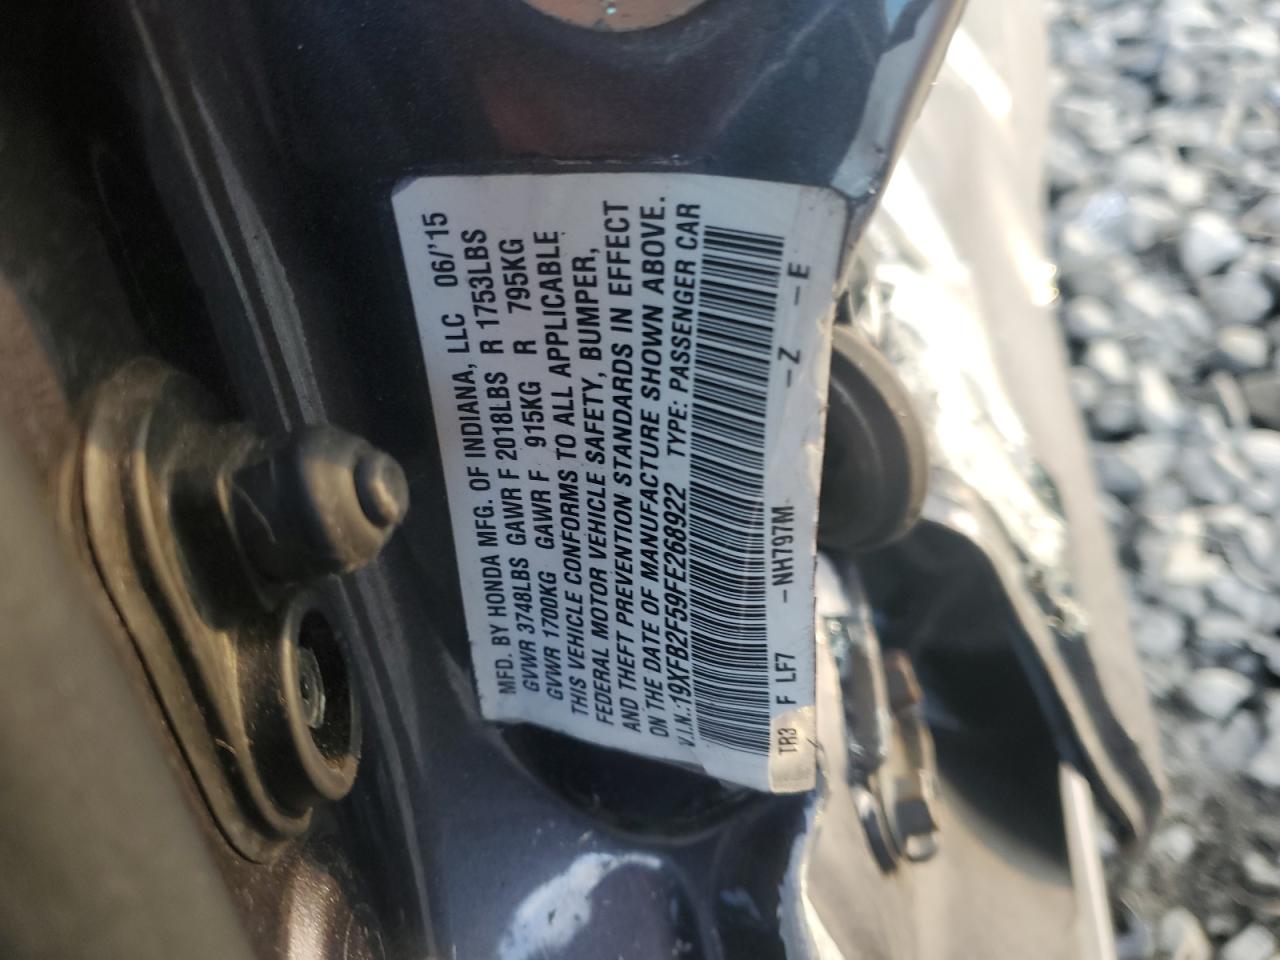 MFD. BY HONDA MFG. OF INDIANA, LLC 06/'15
GVWR 3748LBS GAWR F 2018LBS R 1753LBS
GVWR 1700KG GAWR F 915KG R 795KG
THIS VEHICLE CONFORMS TO ALL APPLICABLE
FEDERAL MOTOR VEHICLE SAFETY, BUMPER,
AND THEFT PREVENTION STANDARDS IN EFFECT
ON THE DATE OF MANUFACTURE SHOWN ABOVE.
V.I.N.:19XFB2F59FE268922 TYPE: PASSENGER CAR
TR3 F LF7 -NH797M -Z -E